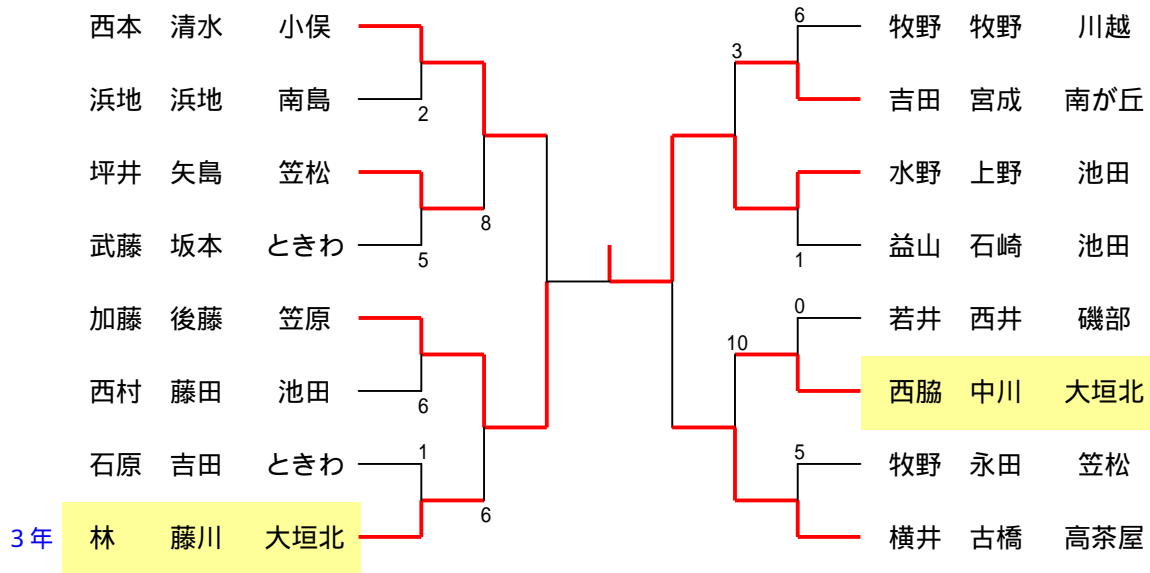 西本 清水 小俣
浜地 浜地 南島
2
坪井 矢島 笠松
8
武藤 坂本 ときわ
5
加藤 後藤 笠原
西村 藤田 池田
6
石原 吉田 ときわ
1
6
3年 林 藤川 大垣北
6
牧野 牧野 川越
3
吉田 宮成 南が丘
水野 上野 池田
益山 石崎 池田
1
0
若井 西井 磯部
10
西脇 中川 大垣北
5
牧野 永田 笠松
横井 古橋 高茶屋